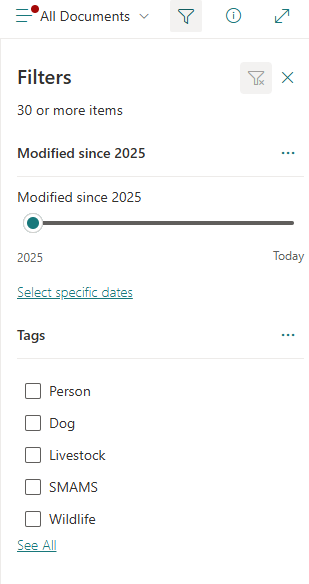 All Documents
Filters
30 or more items
Modified since 2025
Modified since 2025
2025
Today
Select specific dates
Tags
Person
Dog
Livestock
SMAMS
Wildlife
See All